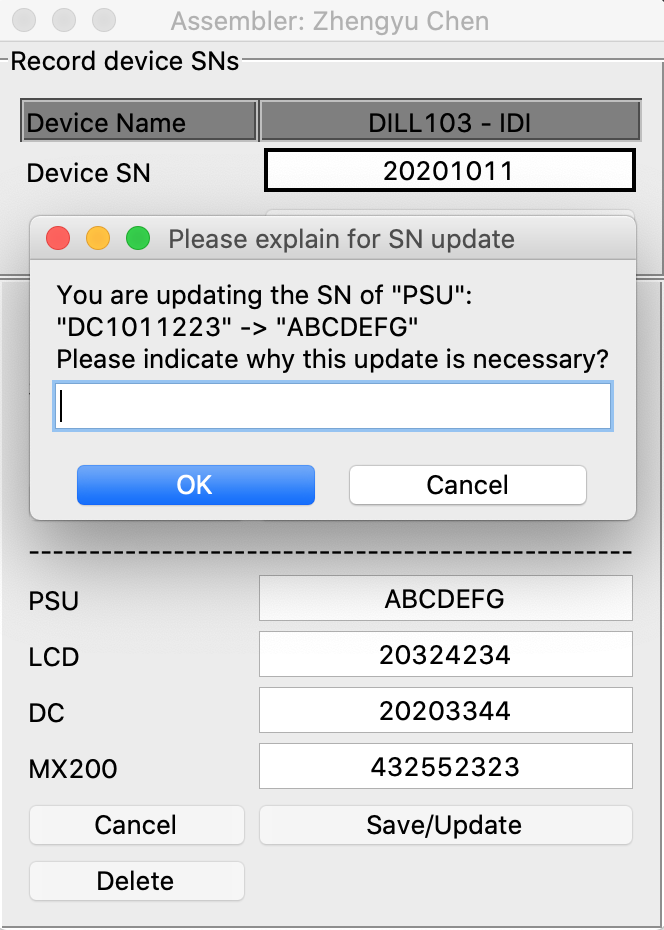 Assembler: Zhengyu Chen
Record device SNs
Device Name DILL103 - IDI
Device SN 20201011
Please explain for SN update
You are updating the SN of "PSU":
"DC1011223" -> "ABCDEFG"
Please indicate why this update is necessary?
OK Cancel
--------------------------------------------------
PSU ABCDEFG
LCD 20324234
DC 20203344
MX200 432552323
Cancel Save/Update
Delete